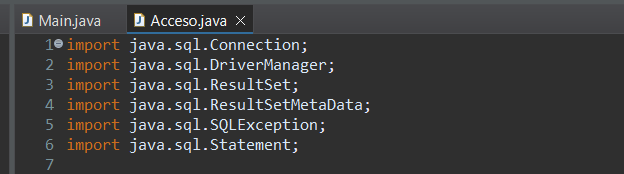 Main.java Acceso.java
1 import java.sql.Connection;
2 import java.sql.DriverManager;
3 import java.sql.ResultSet;
4 import java.sql.ResultSetMetaData;
5 import java.sql.SQLException;
6 import java.sql.Statement;
7